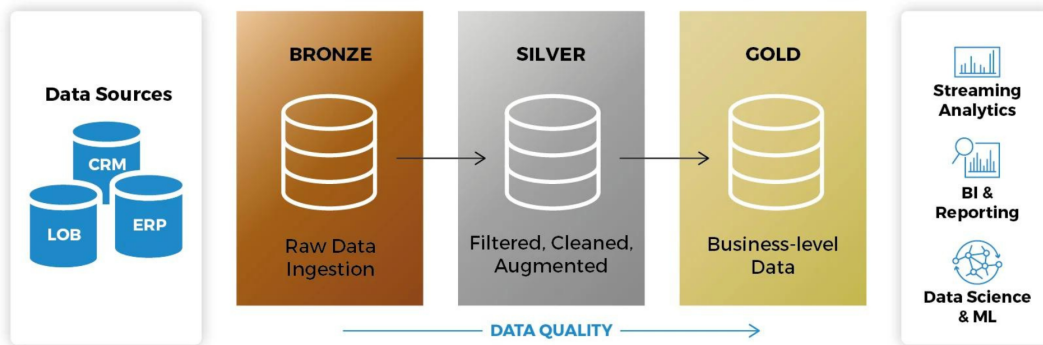 Data Sources
CRM
LOB
ERP
BRONZE
Raw Data
Ingestion
SILVER
Filtered, Cleaned,
Augmented
GOLD
Business-level
Data
DATA QUALITY
Streaming
Analytics
BI &
Reporting
Data Science
& ML